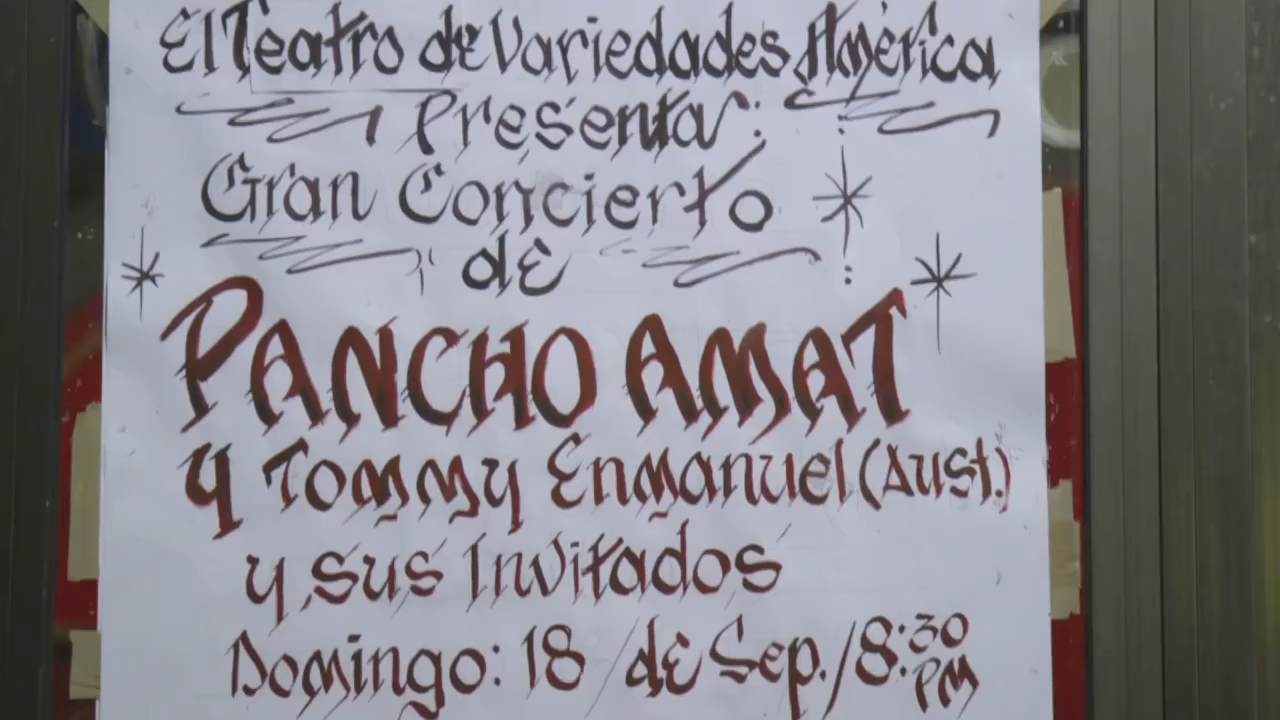 El Teatro de Variedades América
Presenta:
Gran Concierto
de
PANCHO AMAT
y Tommy Enmanuel (Aust.)
y sus Invitados
Domingo: 18/de Sep./8:30 PM